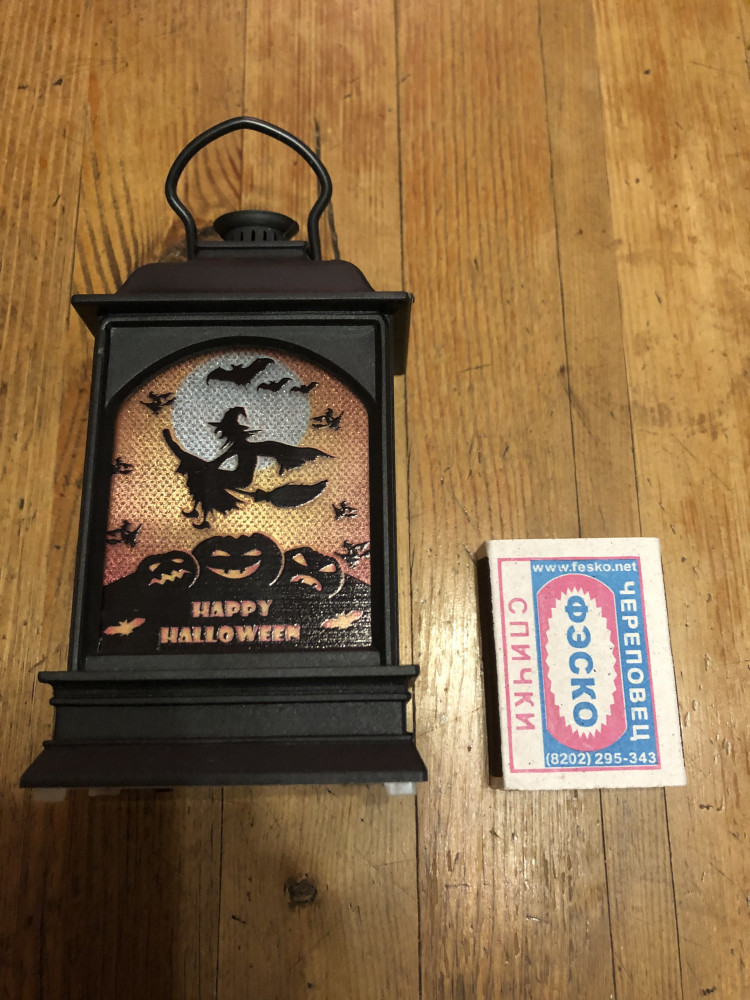 HAPPY
HALLOWEEN
www.fesko.net
СПИЧКИ
ФЭСКО
ЧЕРЕПОВЕЦ
(8202) 295-343